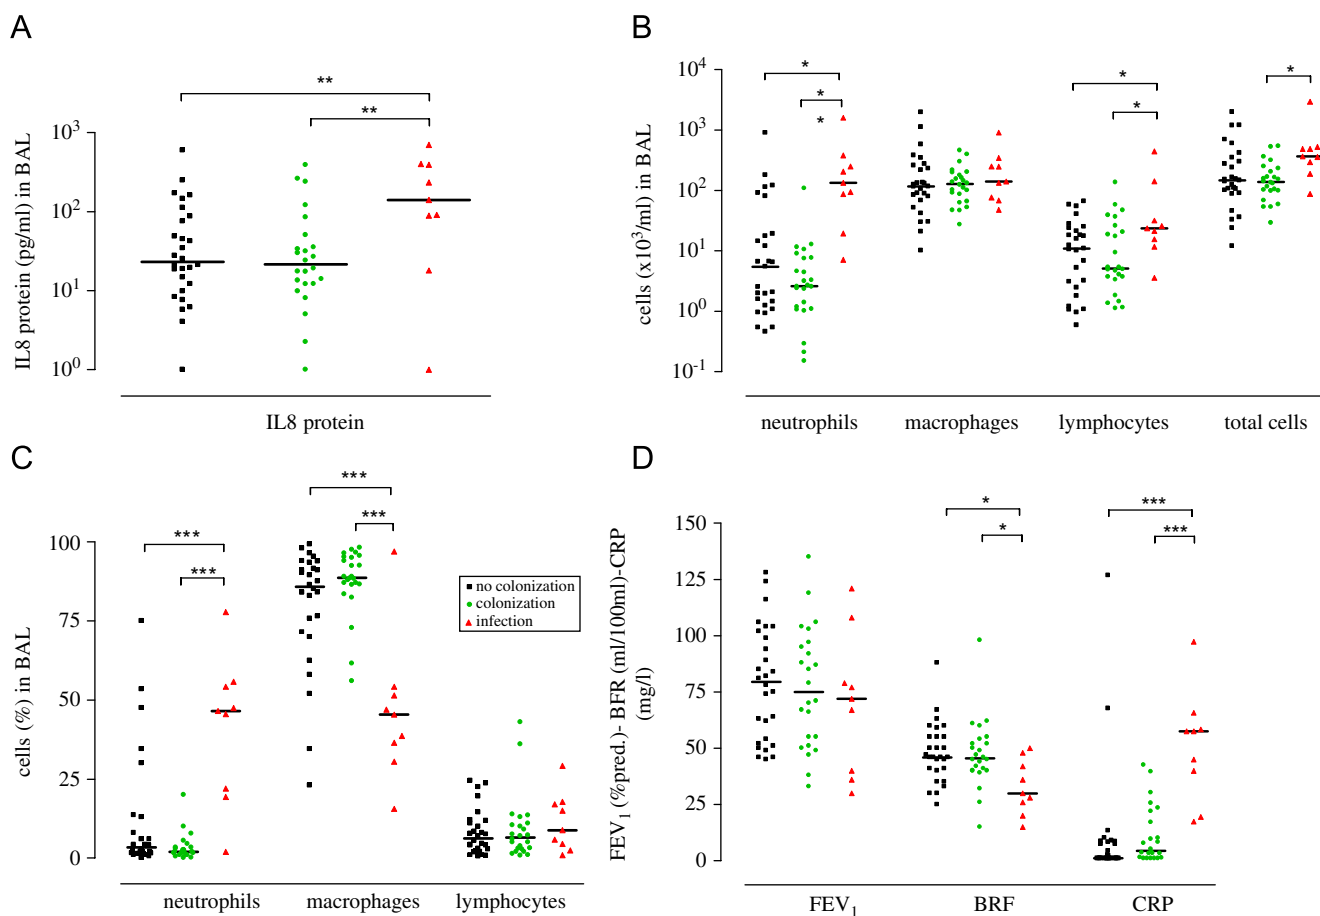 A
**
**
IL8 protein (pg/ml) in BAL
10³
10²
10¹
10⁰
IL8 protein
B
*
*
*
*
*
*
cells (x10³/ml) in BAL
10⁴
10³
10²
10¹
10⁰
10⁻¹
neutrophils macrophages lymphocytes total cells
C
***
***
***
***
cells (%) in BAL
100
75
50
25
0
no colonization
colonization
infection
neutrophils macrophages lymphocytes
D
*
*
***
***
FEV₁ (%pred.)- BFR (ml/100ml)-CRP
(mg/l)
150
125
100
75
50
25
0
FEV₁ BRF CRP